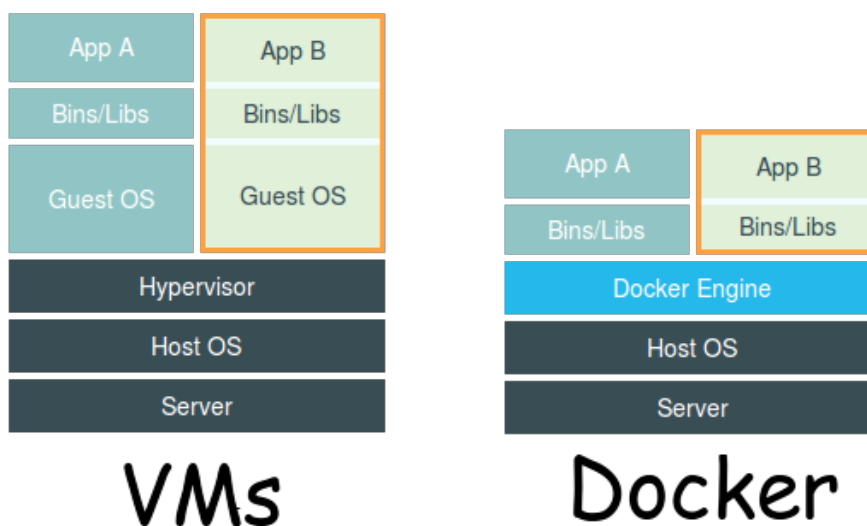 App A
App B
Bins/Libs
Bins/Libs
Guest OS
Guest OS
Hypervisor
Host OS
Server
VMs
App A
App B
Bins/Libs
Bins/Libs
Docker Engine
Host OS
Server
Docker